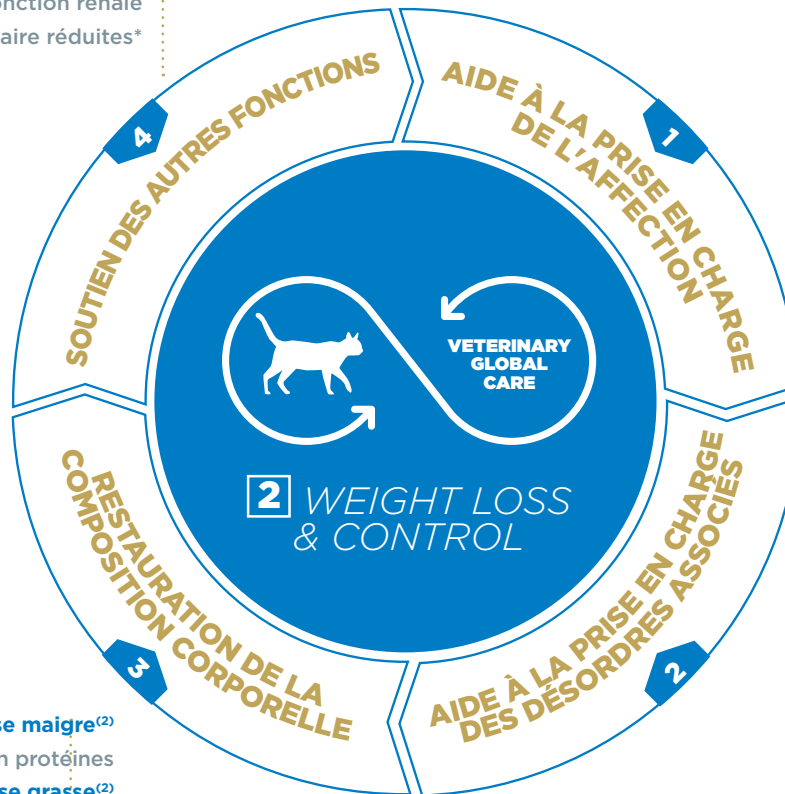 fonction rénale
aire réduites*
4
SOUTIEN DES AUTRES FONCTIONS
1
AIDE À LA PRISE EN CHARGE
DE L'AFFECTION
VETERINARY
GLOBAL
CARE
2 WEIGHT LOSS
& CONTROL
2
AIDE À LA PRISE EN CHARGE
DES DÉSORDRES ASSOCIÉS
3
RESTAURATION DE LA
COMPOSITION CORPORELLE
se maigre(2)
n protéines
se grasse(2)